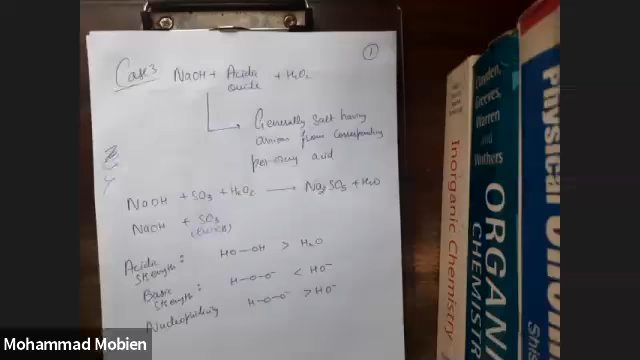 ①
Case 3 NaOH + Acidic oxide + H₂O₂
Generally salt having
anion from corresponding
per-oxy acid
NaOH + SO₃ + H₂O₂ → Na₂SO₅ + H₂O
NaOH + SO₃
(excess)
Acidic strength: HO-OH > H₂O
Basic strength: H-O-O⁻ < HO⁻
Nucleophilicity H-O-O⁻ > HO⁻
Inorganic Chemistry
Clayden,
Greeves,
Warren
and
Wothers
ORGANIC
CHEMISTRY
Physical
Mohammad Mobien